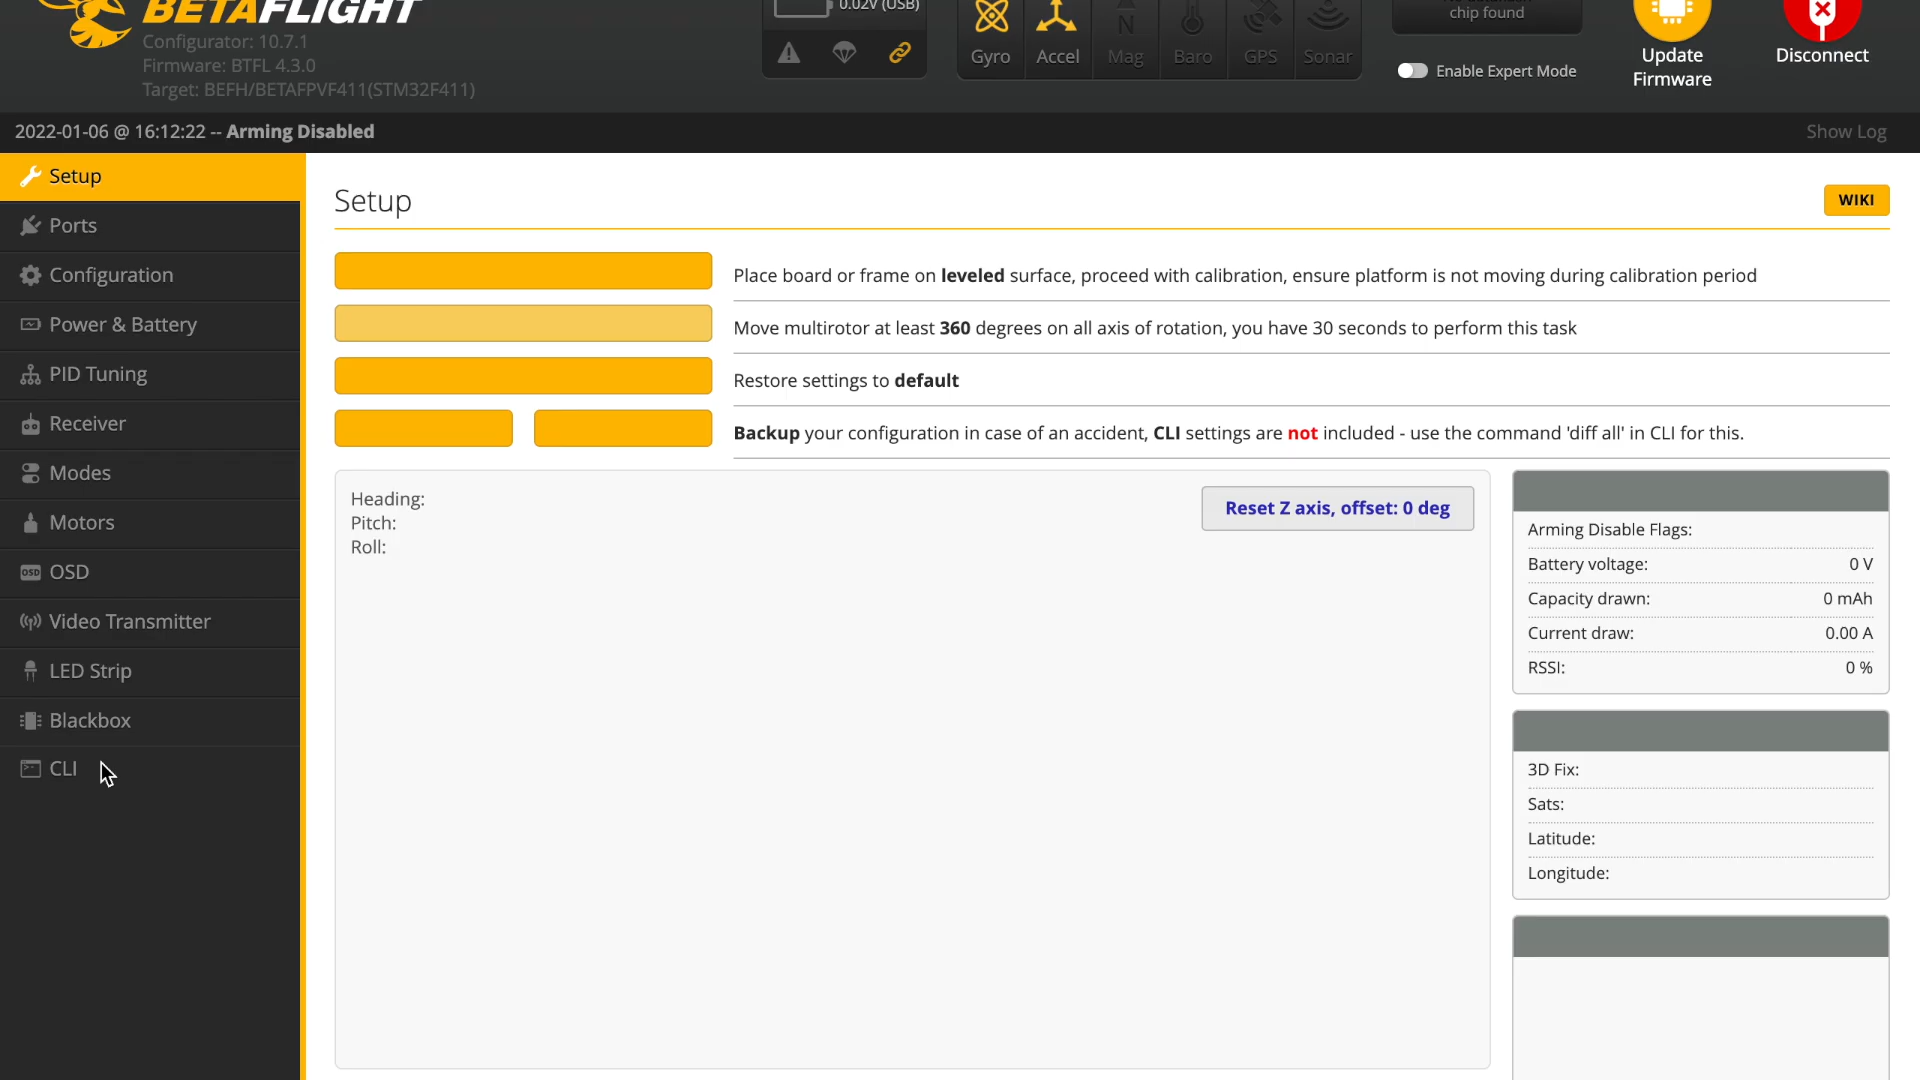 BETAFLIGHT
0.02V (USB)
Configurator: 10.7.1
Firmware: BTFL 4.3.0
Target: BEFH/BETAFPVF411(STM32F411)
Gyro
Accel
Mag
Baro
GPS
Sonar
chip found
Enable Expert Mode
Update
Firmware
Disconnect
2022-01-06 @ 16:12:22 -- Arming Disabled
Show Log
Setup
Ports
Configuration
Power & Battery
PID Tuning
Receiver
Modes
Motors
OSD
Video Transmitter
LED Strip
Blackbox
CLI
Setup
WIKI
Place board or frame on leveled surface, proceed with calibration, ensure platform is not moving during calibration period
Move multirotor at least 360 degrees on all axis of rotation, you have 30 seconds to perform this task
Restore settings to default
Backup your configuration in case of an accident, CLI settings are not included - use the command 'diff all' in CLI for this.
Heading:
Pitch:
Roll:
Reset Z axis, offset: 0 deg
Arming Disable Flags:
Battery voltage: 0 V
Capacity drawn: 0 mAh
Current draw: 0.00 A
RSSI: 0 %
3D Fix:
Sats:
Latitude:
Longitude: